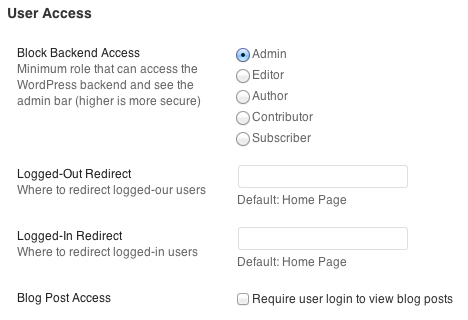 User Access
Block Backend Access
Minimum role that can access the
WordPress backend and see the
admin bar (higher is more secure)
Admin
Editor
Author
Contributor
Subscriber
Logged-Out Redirect
Where to redirect logged-our users
Default: Home Page
Logged-In Redirect
Where to redirect logged-in users
Default: Home Page
Blog Post Access
Require user login to view blog posts